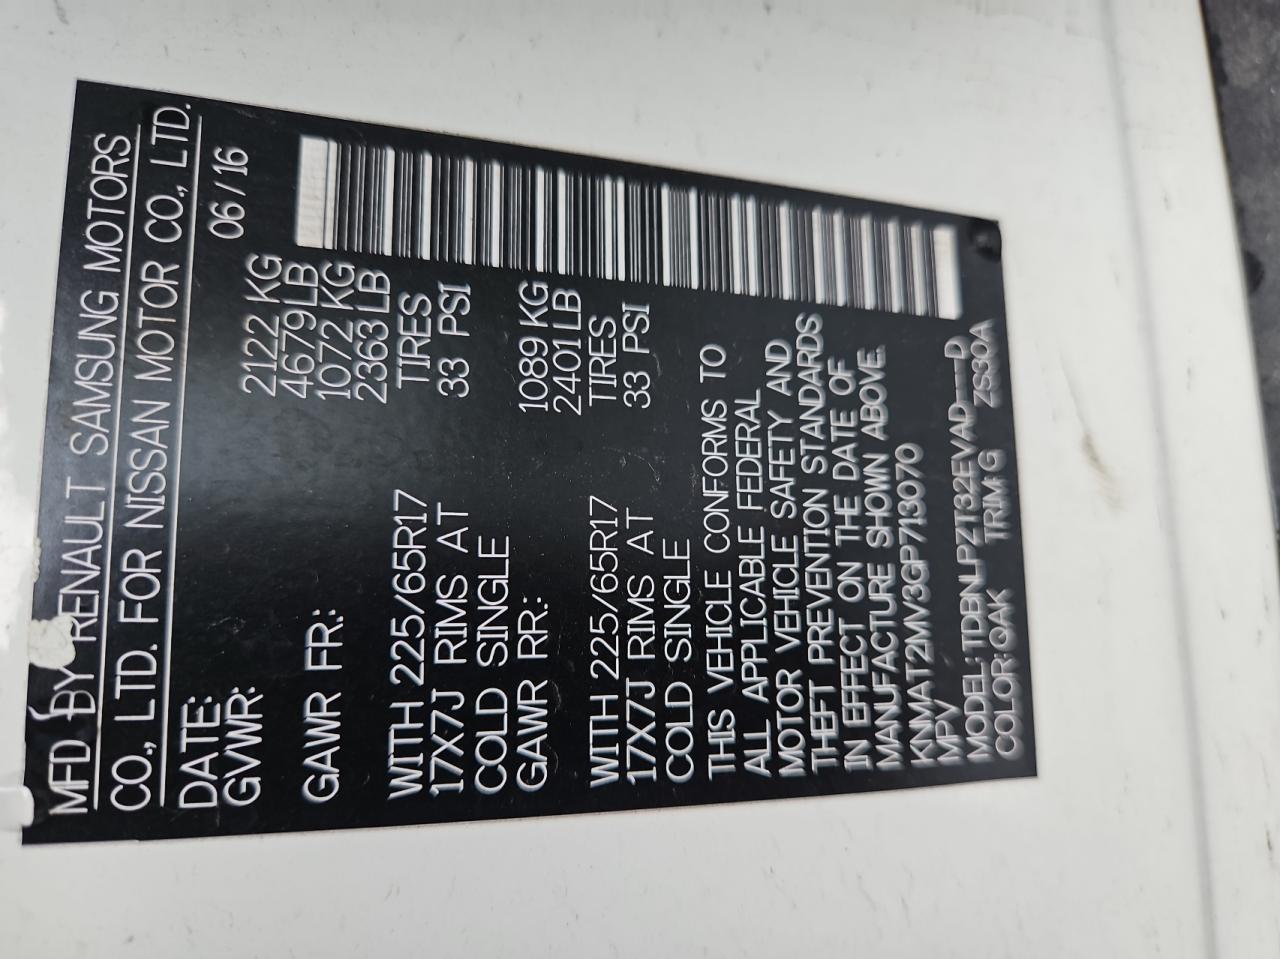 MFD BY RENAULT SAMSUNG MOTORS
CO., LTD. FOR NISSAN MOTOR CO., LTD.
DATE: 06/16
GVWR: 2122 KG
4679 LB
GAWR FR.: 1072 KG
2363 LB
WITH 225/65R17 TIRES
17X7J RIMS AT 33 PSI
COLD SINGLE
GAWR RR.: 1089 KG
2401 LB
WITH 225/65R17 TIRES
17X7J RIMS AT 33 PSI
COLD SINGLE
THIS VEHICLE CONFORMS TO
ALL APPLICABLE FEDERAL
MOTOR VEHICLE SAFETY AND
THEFT PREVENTION STANDARDS
IN EFFECT ON THE DATE OF
MANUFACTURE SHOWN ABOVE.
KNMAT2MV3GP713070
MPV
MODEL: TDBNLPZT32EVAD----D
COLOR: QAK TRIM: G ZS30A